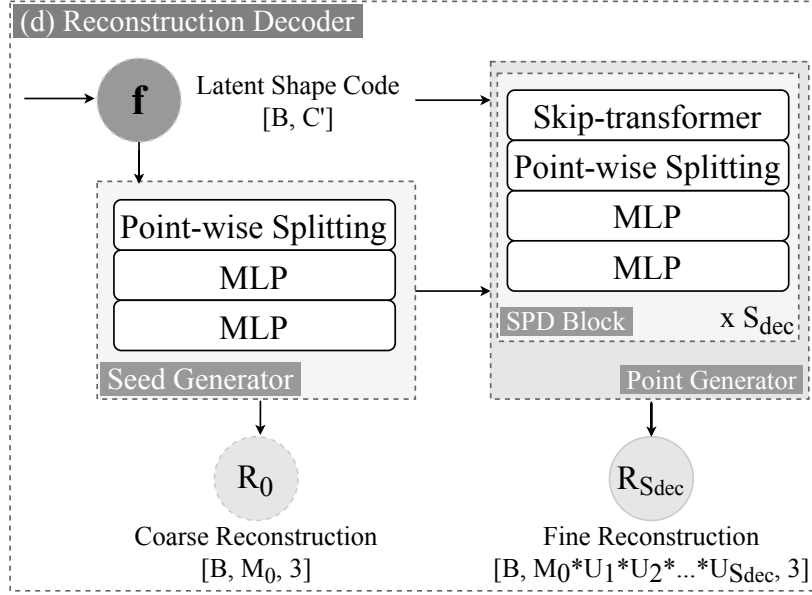 (d) Reconstruction Decoder
f
Latent Shape Code
[B, C']
Point-wise Splitting
MLP
MLP
Seed Generator
Skip-transformer
Point-wise Splitting
MLP
MLP
SPD Block
x S_dec
Point Generator
R_0
Coarse Reconstruction
[B, M_0, 3]
R_Sdec
Fine Reconstruction
[B, M_0*U_1*U_2*...*U_Sdec, 3]